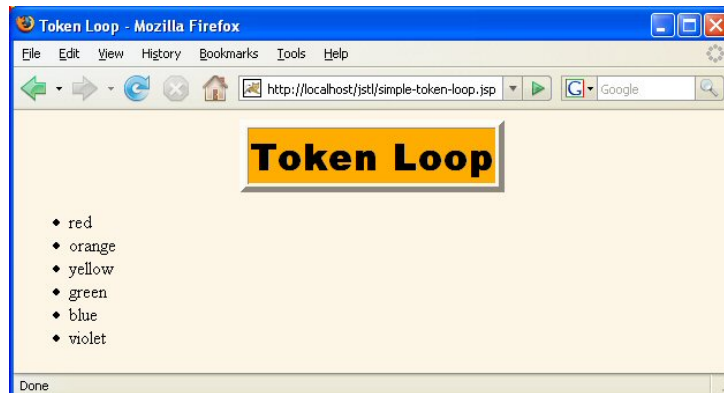 Token Loop - Mozilla Firefox
File Edit View History Bookmarks Tools Help
http://localhost/jstl/simple-token-loop.jsp G Google
Token Loop
red
orange
yellow
green
blue
violet
Done